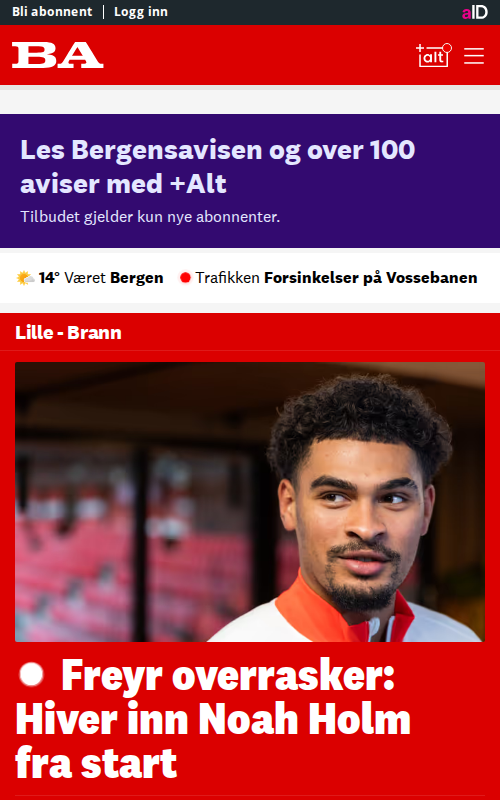 Bli abonnent | Logg inn
aID
BA
+alt
Les Bergensavisen og over 100
aviser med +Alt
Tilbudet gjelder kun nye abonnenter.
14° Været Bergen Trafikken Forsinkelser på Vossebanen
Lille - Brann
Freyr overrasker:
Hiver inn Noah Holm
fra start